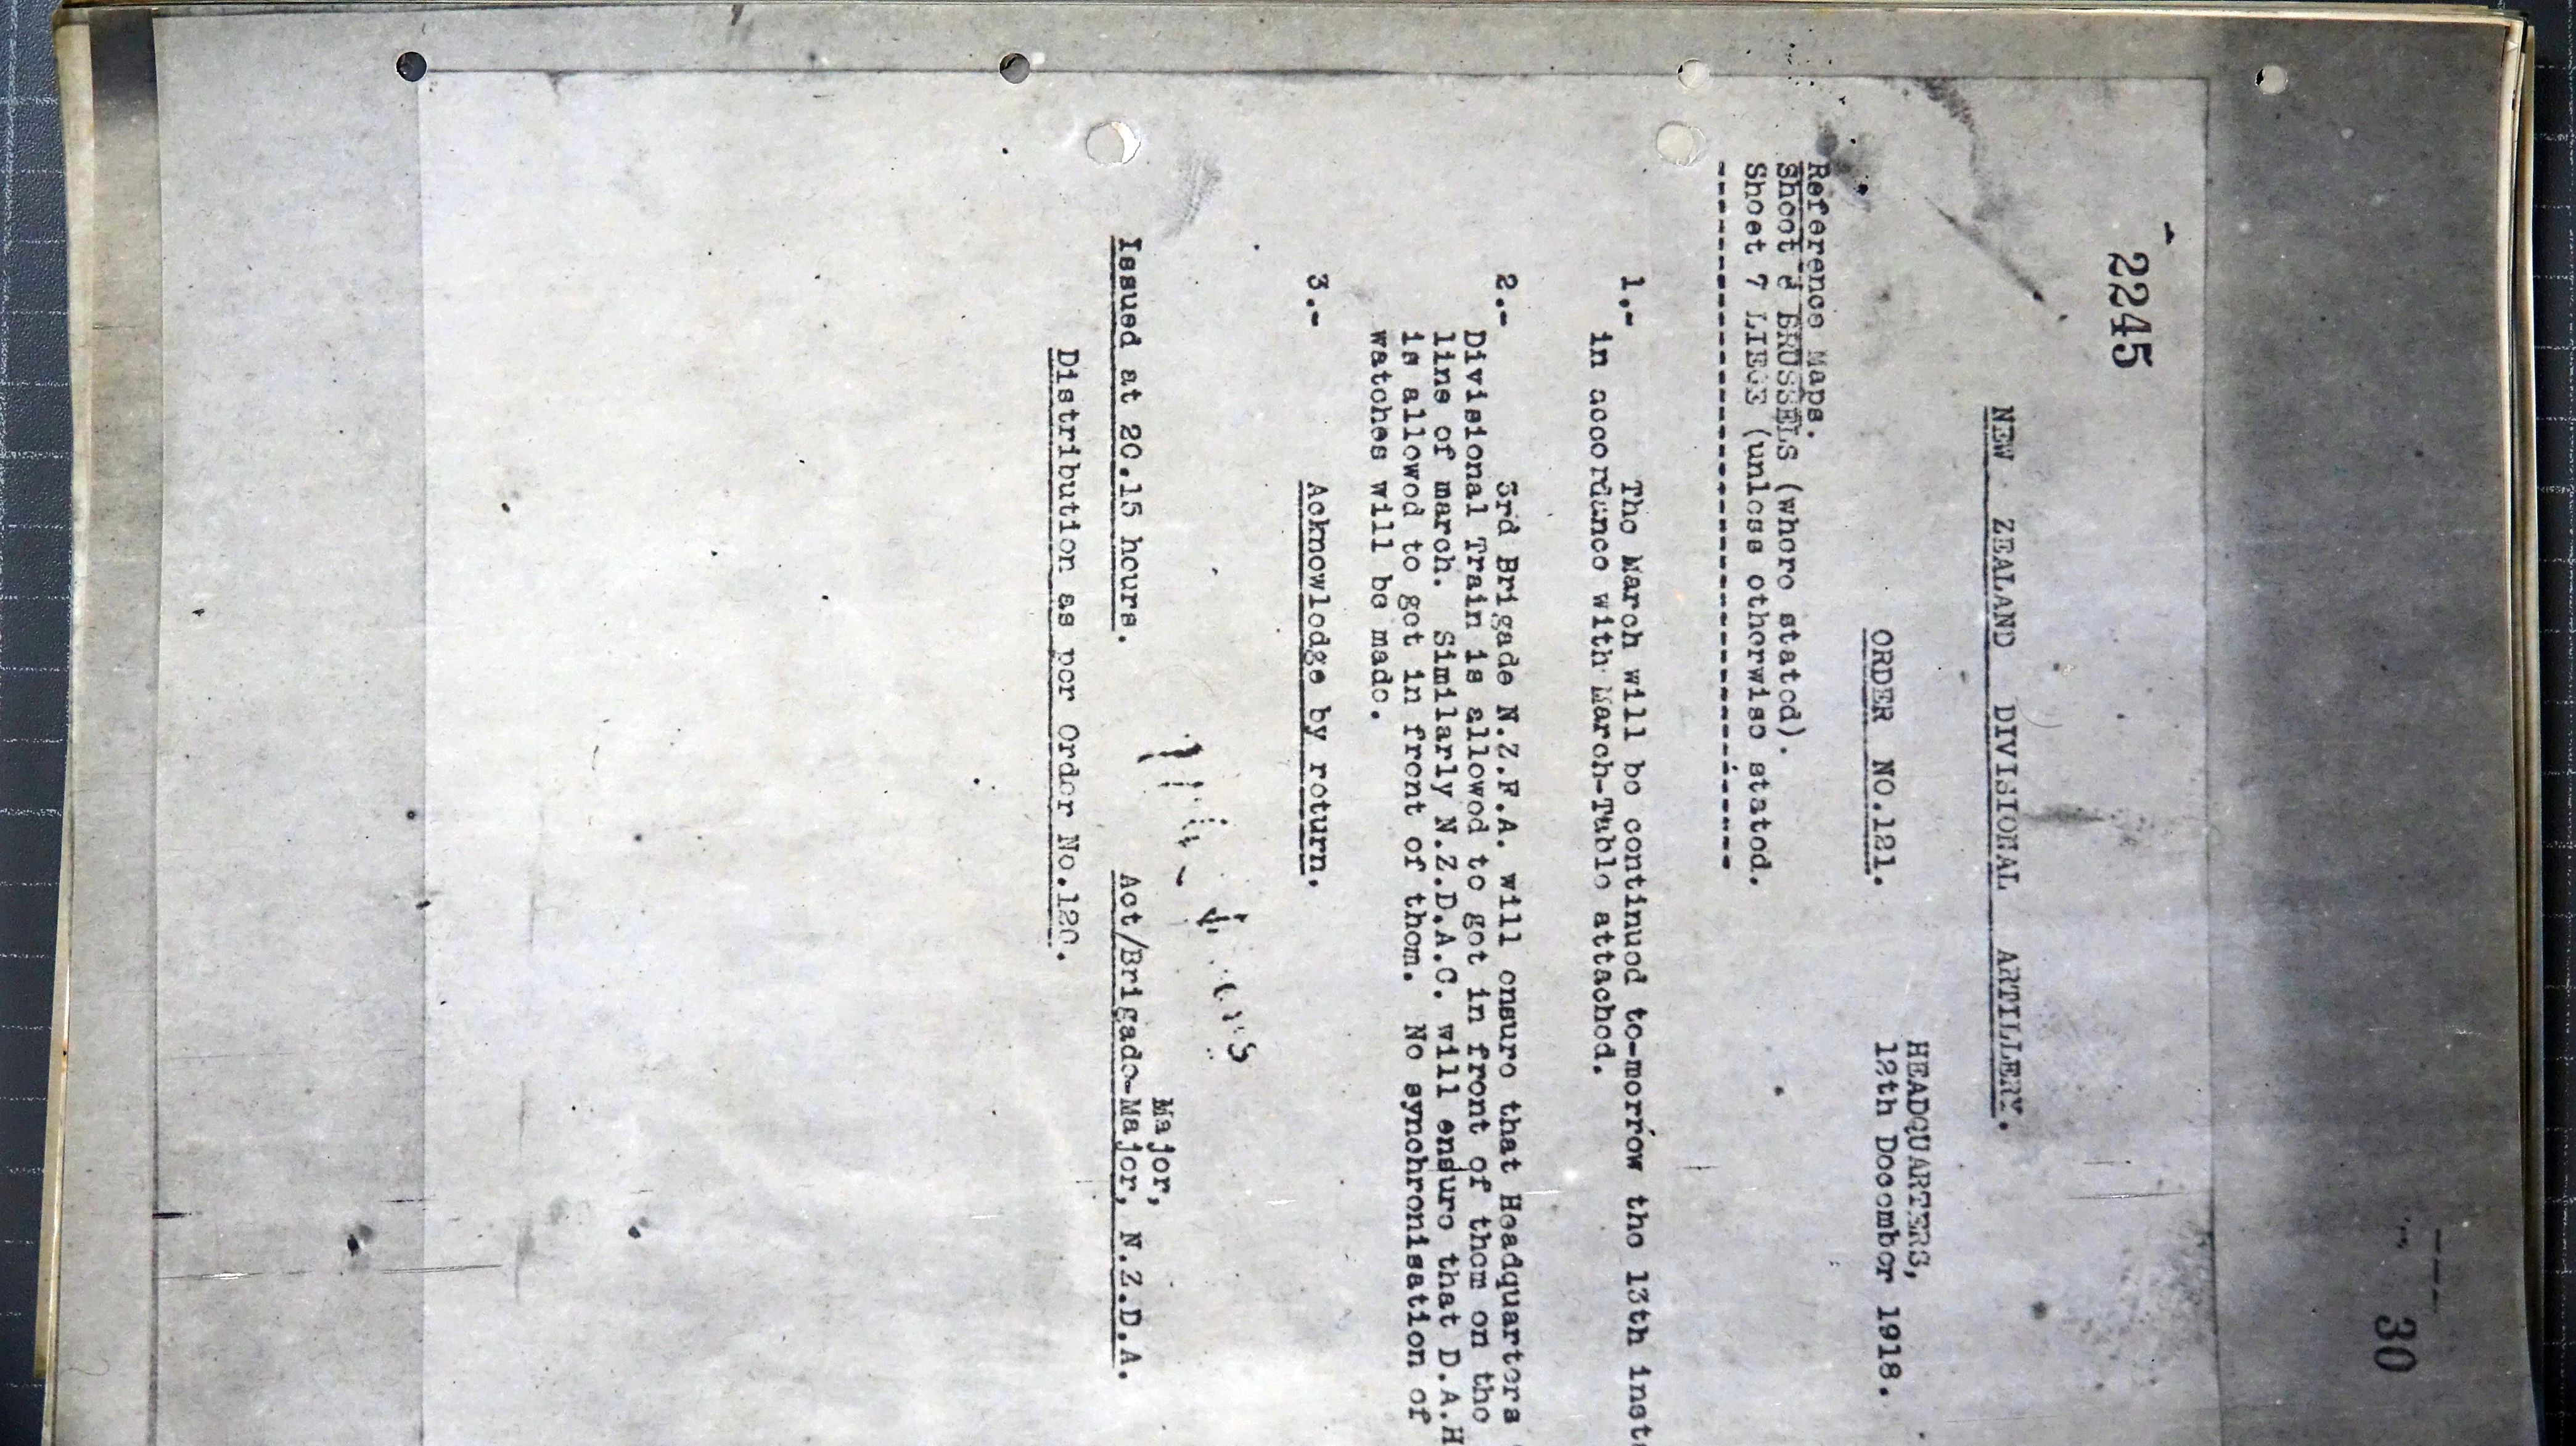 30
2245
NEW ZEALAND DIVISIONAL ARTILLERY.
HEADQUARTERS,
ORDER NO.121. 12th December 1918.
Reference Maps.
Sheet BRUSSELS (where stated).
Sheet 7 LIEGE (unless otherwise stated.
1.- The March will be continued to-morrow the 13th inst
in accordance with March-Table attached.
2.- 3rd Brigade N.Z.F.A. will ensure that Headquarters
Divisional Train is allowed to get in front of them on the
line of march. Similarly N.Z.D.A.C. will ensure that D.A.H
is allowed to get in front of them. No synchronisation of
watches will be made.
3.- Acknowledge by return.
Major,
Issued at 20.15 hours. Act/Brigade-Major, N.Z.D.A.
Distribution as per Order No.120.